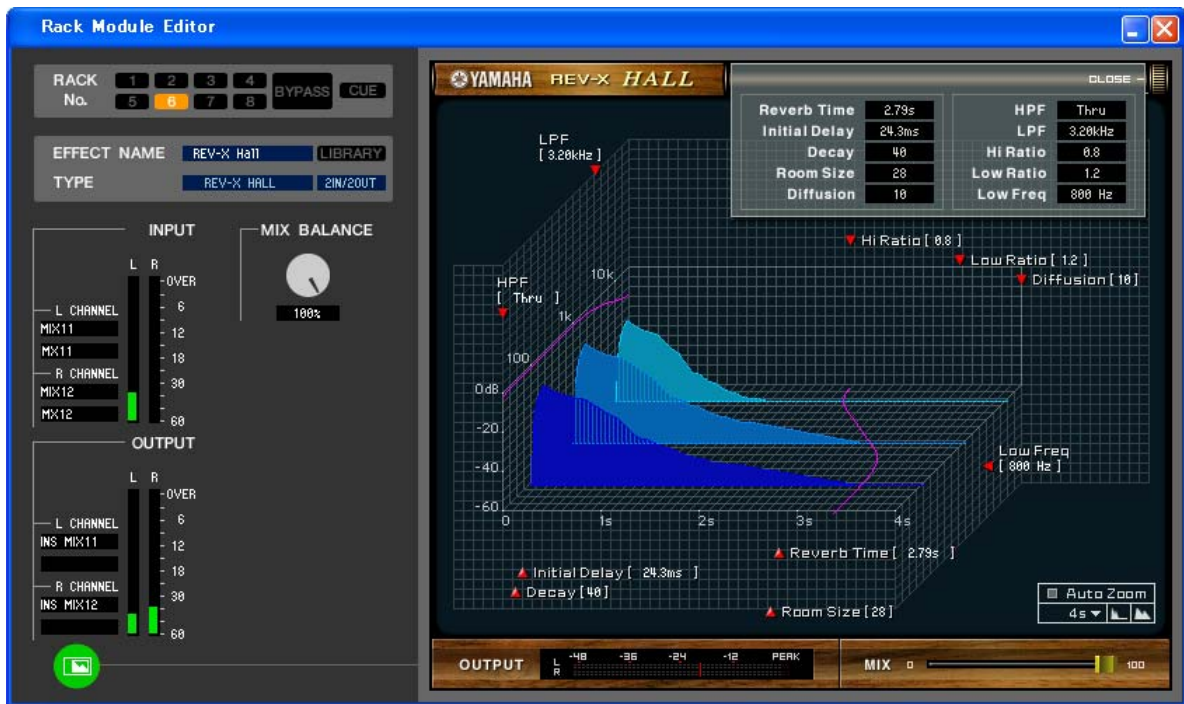 Rack Module Editor
RACK No.
1 2 3 4
5 6 7 8
BYPASS
CUE
EFFECT NAME REV-X Hall LIBRARY
TYPE REV-X HALL 2IN/2OUT
INPUT
L R
OVER
6
12
18
30
60
L CHANNEL
MIX11
MX11
R CHANNEL
MIX12
MX12
MIX BALANCE
100%
OUTPUT
L R
OVER
6
12
18
30
60
L CHANNEL
INS MIX11
R CHANNEL
INS MIX12
YAMAHA REV-X HALL
CLOSE -
Reverb Time 2.79s
Initial Delay 24.3ms
Decay 40
Room Size 28
Diffusion 10
HPF Thru
LPF 3.20kHz
Hi Ratio 0.8
Low Ratio 1.2
Low Freq 800 Hz
LPF
[ 3.20kHz ]
Hi Ratio [ 0.8 ]
Low Ratio [ 1.2 ]
Diffusion [10]
HPF
[ Thru ]
10k
1k
100
0dB
-20
-40
-60
0 1s 2s 3s 4s
Low Freq
[ 800 Hz ]
Reverb Time [ 2.79s ]
Initial Delay [ 24.3ms ]
Decay [40]
Room Size [28]
Auto Zoom
4s
OUTPUT
L
R
-48 -36 -24 -12 PEAK
MIX 0 100